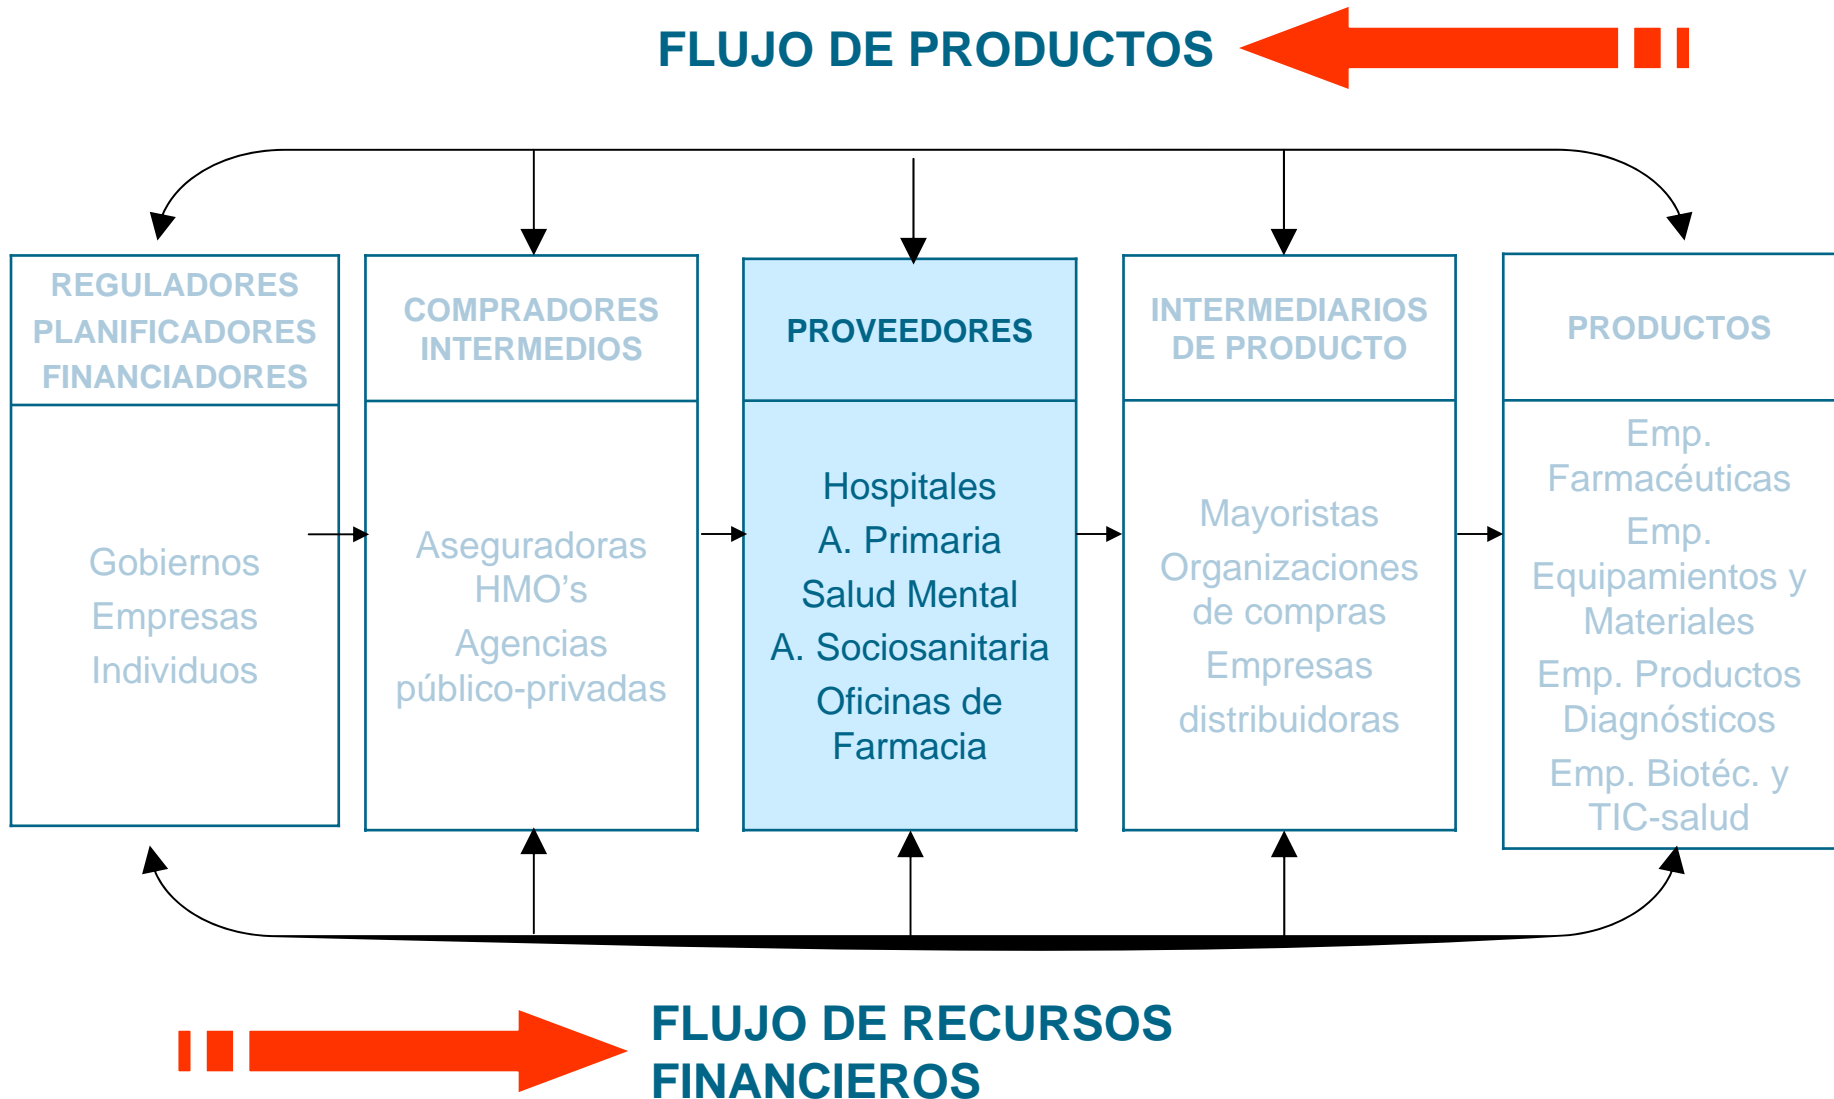 FLUJO DE PRODUCTOS
REGULADORES
PLANIFICADORES
FINANCIADORES
Gobiernos
Empresas
Individuos
COMPRADORES
INTERMEDIOS
Aseguradoras
HMO’s
Agencias
público-privadas
PROVEEDORES
Hospitales
A. Primaria
Salud Mental
A. Sociosanitaria
Oficinas de
Farmacia
INTERMEDIARIOS
DE PRODUCTO
Mayoristas
Organizaciones
de compras
Empresas
distribuidoras
PRODUCTOS
Emp.
Farmacéuticas
Emp.
Equipamientos y
Materiales
Emp. Productos
Diagnósticos
Emp. Biotéc. y
TIC-salud
FLUJO DE RECURSOS
FINANCIEROS